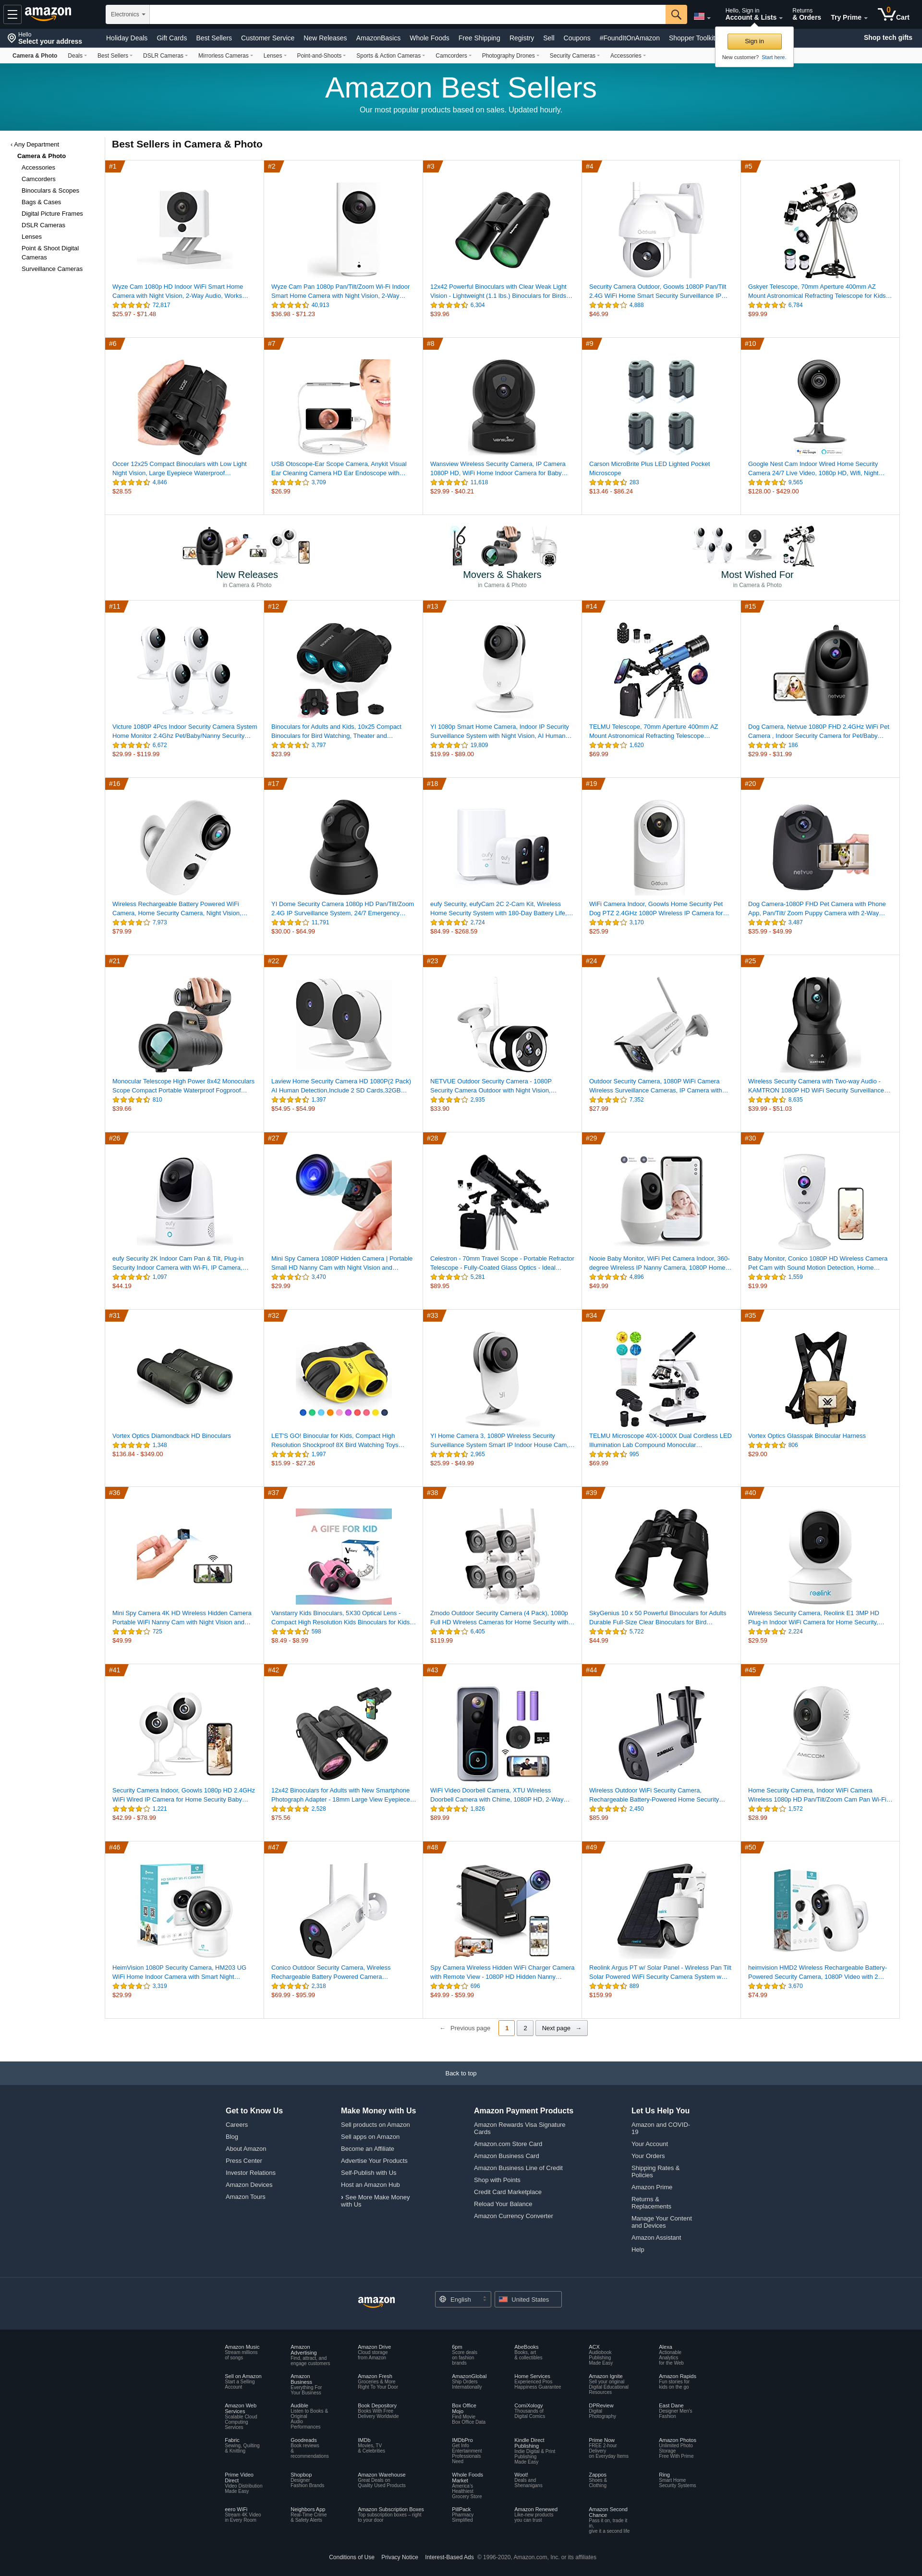 amazon
Electronics
Hello, Sign in
Account & Lists
Returns
& Orders
Try Prime
0
Cart
Hello
Select your address
Holiday Deals Gift Cards Best Sellers Customer Service New Releases AmazonBasics Whole Foods Free Shipping Registry Sell Coupons #FoundItOnAmazon Shopper Toolkit
Shop tech gifts
Sign in
New customer? Start here.
Camera & Photo Deals Best Sellers DSLR Cameras Mirrorless Cameras Lenses Point-and-Shoots Sports & Action Cameras Camcorders Photography Drones Security Cameras Accessories
Amazon Best Sellers
Our most popular products based on sales. Updated hourly.
‹ Any Department
Camera & Photo
Accessories
Camcorders
Binoculars & Scopes
Bags & Cases
Digital Picture Frames
DSLR Cameras
Lenses
Point & Shoot Digital
Cameras
Surveillance Cameras
Best Sellers in Camera & Photo
#1
Wyze Cam 1080p HD Indoor WiFi Smart Home
Camera with Night Vision, 2-Way Audio, Works…
72,817
$25.97 - $71.48
#2
Wyze Cam Pan 1080p Pan/Tilt/Zoom Wi-Fi Indoor
Smart Home Camera with Night Vision, 2-Way…
40,913
$36.98 - $71.23
#3
12x42 Powerful Binoculars with Clear Weak Light
Vision - Lightweight (1.1 lbs.) Binoculars for Birds…
6,304
$39.96
#4
Security Camera Outdoor, Goowls 1080P Pan/Tilt
2.4G WiFi Home Smart Security Surveillance IP…
4,888
$46.99
#5
Gskyer Telescope, 70mm Aperture 400mm AZ
Mount Astronomical Refracting Telescope for Kids…
6,784
$99.99
#6
Occer 12x25 Compact Binoculars with Low Light
Night Vision, Large Eyepiece Waterproof…
4,846
$28.55
#7
USB Otoscope-Ear Scope Camera, Anykit Visual
Ear Cleaning Camera HD Ear Endoscope with…
3,709
$26.99
#8
Wansview Wireless Security Camera, IP Camera
1080P HD, WiFi Home Indoor Camera for Baby…
11,618
$29.99 - $40.21
#9
Carson MicroBrite Plus LED Lighted Pocket
Microscope
283
$13.46 - $86.24
#10
Google Nest Cam Indoor Wired Home Security
Camera 24/7 Live Video, 1080p HD, Wifi, Night…
9,565
$128.00 - $429.00
New Releases
in Camera & Photo
Movers & Shakers
in Camera & Photo
Most Wished For
in Camera & Photo
#11
Victure 1080P 4Pcs Indoor Security Camera System
Home Monitor 2.4Ghz Pet/Baby/Nanny Security…
6,672
$29.99 - $119.99
#12
Binoculars for Adults and Kids, 10x25 Compact
Binoculars for Bird Watching, Theater and…
3,797
$23.99
#13
YI 1080p Smart Home Camera, Indoor IP Security
Surveillance System with Night Vision, AI Human…
19,809
$19.99 - $89.00
#14
TELMU Telescope, 70mm Aperture 400mm AZ
Mount Astronomical Refracting Telescope…
1,620
$69.99
#15
netvue
Dog Camera, Netvue 1080P FHD 2.4GHz WiFi Pet
Camera , Indoor Security Camera for Pet/Baby…
186
$29.99 - $31.99
#16
Wireless Rechargeable Battery Powered WiFi
Camera, Home Security Camera, Night Vision,…
7,973
$79.99
#17
YI Dome Security Camera 1080p HD Pan/Tilt/Zoom
2.4G IP Surveillance System, 24/7 Emergency…
11,791
$30.00 - $64.99
#18
eufy Security, eufyCam 2C 2-Cam Kit, Wireless
Home Security System with 180-Day Battery Life,…
2,724
$84.99 - $268.59
#19
WiFi Camera Indoor, Goowls Home Security Pet
Dog PTZ 2.4GHz 1080P Wireless IP Camera for…
3,170
$25.99
#20
netvue
Dog Camera-1080P FHD Pet Camera with Phone
App, Pan/Tilt/ Zoom Puppy Camera with 2-Way…
3,487
$35.99 - $49.99
#21
Monocular Telescope High Power 8x42 Monoculars
Scope Compact Portable Waterproof Fogproof…
810
$39.66
#22
Laview Home Security Camera HD 1080P(2 Pack)
AI Human Detection,Include 2 SD Cards,32GB…
1,397
$54.95 - $54.99
#23
NETVUE Outdoor Security Camera - 1080P
Security Camera Outdoor with Night Vision,…
2,935
$33.90
#24
Outdoor Security Camera, 1080P WiFi Camera
Wireless Surveillance Cameras, IP Camera with…
7,352
$27.99
#25
Wireless Security Camera with Two-way Audio -
KAMTRON 1080P HD WiFi Security Surveillance…
8,635
$39.99 - $51.03
#26
eufy Security 2K Indoor Cam Pan & Tilt, Plug-in
Security Indoor Camera with Wi-Fi, IP Camera,…
1,097
$44.19
#27
Mini Spy Camera 1080P Hidden Camera | Portable
Small HD Nanny Cam with Night Vision and…
3,470
$29.99
#28
Celestron - 70mm Travel Scope - Portable Refractor
Telescope - Fully-Coated Glass Optics - Ideal…
5,281
$89.95
#29
Nooie Baby Monitor, WiFi Pet Camera Indoor, 360-
degree Wireless IP Nanny Camera, 1080P Home…
4,896
$49.99
#30
Baby Monitor, Conico 1080P HD Wireless Camera
Pet Cam with Sound Motion Detection, Home…
1,559
$19.99
#31
Vortex Optics Diamondback HD Binoculars
1,348
$136.84 - $349.00
#32
LET'S GO! Binocular for Kids, Compact High
Resolution Shockproof 8X Bird Watching Toys…
1,997
$15.99 - $27.26
#33
YI Home Camera 3, 1080P Wireless Security
Surveillance System Smart IP Indoor House Cam,…
2,965
$25.99 - $49.99
#34
TELMU Microscope 40X-1000X Dual Cordless LED
Illumination Lab Compound Monocular…
995
$69.99
#35
Vortex Optics Glasspak Binocular Harness
806
$29.00
#36
Mini Spy Camera 4K HD Wireless Hidden Camera
Portable WiFi Nanny Cam with Night Vision and…
725
$49.99
#37
A GIFE FOR KID
Vanstarry Kids Binoculars, 5X30 Optical Lens -
Compact High Resolution Kids Binoculars for Kids…
598
$8.49 - $8.99
#38
Zmodo Outdoor Security Camera (4 Pack), 1080p
Full HD Wireless Cameras for Home Security with…
6,405
$119.99
#39
SkyGenius 10 x 50 Powerful Binoculars for Adults
Durable Full-Size Clear Binoculars for Bird…
5,722
$44.99
#40
reolink
Wireless Security Camera, Reolink E1 3MP HD
Plug-in Indoor WiFi Camera for Home Security,…
2,224
$29.59
#41
Security Camera Indoor, Goowls 1080p HD 2.4GHz
WiFi Wired IP Camera for Home Security Baby…
1,221
$42.99 - $78.99
#42
12x42 Binoculars for Adults with New Smartphone
Photograph Adapter - 18mm Large View Eyepiece…
2,528
$75.56
#43
WiFi Video Doorbell Camera, XTU Wireless
Doorbell Camera with Chime, 1080P HD, 2-Way…
1,826
$89.99
#44
Wireless Outdoor WiFi Security Camera,
Rechargeable Battery-Powered Home Security…
2,450
$85.99
#45
AMICCOM
Home Security Camera, Indoor WiFi Camera
Wireless 1080p HD Pan/Tilt/Zoom Cam Pan Wi-Fi…
1,572
$28.99
#46
HeimVision 1080P Security Camera, HM203 UG
WiFi Home Indoor Camera with Smart Night…
3,319
$29.99
#47
Conico Outdoor Security Camera, Wireless
Rechargeable Battery Powered Camera…
2,318
$69.99 - $95.99
#48
Spy Camera Wireless Hidden WiFi Charger Camera
with Remote View - 1080P HD Hidden Nanny…
696
$49.99 - $59.99
#49
Reolink Argus PT w/ Solar Panel - Wireless Pan Tilt
Solar Powered WiFi Security Camera System w…
889
$159.99
#50
heimvision HMD2 Wireless Rechargeable Battery-
Powered Security Camera, 1080P Video with 2…
3,670
$74.99
← Previous page 1 2 Next page →
Back to top
Get to Know Us
Careers
Blog
About Amazon
Press Center
Investor Relations
Amazon Devices
Amazon Tours
Make Money with Us
Sell products on Amazon
Sell apps on Amazon
Become an Affiliate
Advertise Your Products
Self-Publish with Us
Host an Amazon Hub
› See More Make Money
with Us
Amazon Payment Products
Amazon Rewards Visa Signature
Cards
Amazon.com Store Card
Amazon Business Card
Amazon Business Line of Credit
Shop with Points
Credit Card Marketplace
Reload Your Balance
Amazon Currency Converter
Let Us Help You
Amazon and COVID-
19
Your Account
Your Orders
Shipping Rates &
Policies
Amazon Prime
Returns &
Replacements
Manage Your Content
and Devices
Amazon Assistant
Help
amazon
English
United States
Amazon Music
Stream millions
of songs
Amazon
Advertising
Find, attract, and
engage customers
Amazon Drive
Cloud storage
from Amazon
6pm
Score deals
on fashion
brands
AbeBooks
Books, art
& collectibles
ACX
Audiobook
Publishing
Made Easy
Alexa
Actionable
Analytics
for the Web
Sell on Amazon
Start a Selling
Account
Amazon
Business
Everything For
Your Business
Amazon Fresh
Groceries & More
Right To Your Door
AmazonGlobal
Ship Orders
Internationally
Home Services
Experienced Pros
Happiness Guarantee
Amazon Ignite
Sell your original
Digital Educational
Resources
Amazon Rapids
Fun stories for
kids on the go
Amazon Web
Services
Scalable Cloud
Computing
Services
Audible
Listen to Books &
Original
Audio
Performances
Book Depository
Books With Free
Delivery Worldwide
Box Office
Mojo
Find Movie
Box Office Data
ComiXology
Thousands of
Digital Comics
DPReview
Digital
Photography
East Dane
Designer Men's
Fashion
Fabric
Sewing, Quilting
& Knitting
Goodreads
Book reviews
&
recommendations
IMDb
Movies, TV
& Celebrities
IMDbPro
Get Info
Entertainment
Professionals
Need
Kindle Direct
Publishing
Indie Digital & Print
Publishing
Made Easy
Prime Now
FREE 2-hour
Delivery
on Everyday Items
Amazon Photos
Unlimited Photo
Storage
Free With Prime
Prime Video
Direct
Video Distribution
Made Easy
Shopbop
Designer
Fashion Brands
Amazon Warehouse
Great Deals on
Quality Used Products
Whole Foods
Market
America's
Healthiest
Grocery Store
Woot!
Deals and
Shenanigans
Zappos
Shoes &
Clothing
Ring
Smart Home
Security Systems
eero WiFi
Stream 4K Video
in Every Room
Neighbors App
Real-Time Crime
& Safety Alerts
Amazon Subscription Boxes
Top subscription boxes – right
to your door
PillPack
Pharmacy
Simplified
Amazon Renewed
Like-new products
you can trust
Amazon Second
Chance
Pass it on, trade it
in,
give it a second life
Conditions of Use Privacy Notice Interest-Based Ads © 1996-2020, Amazon.com, Inc. or its affiliates